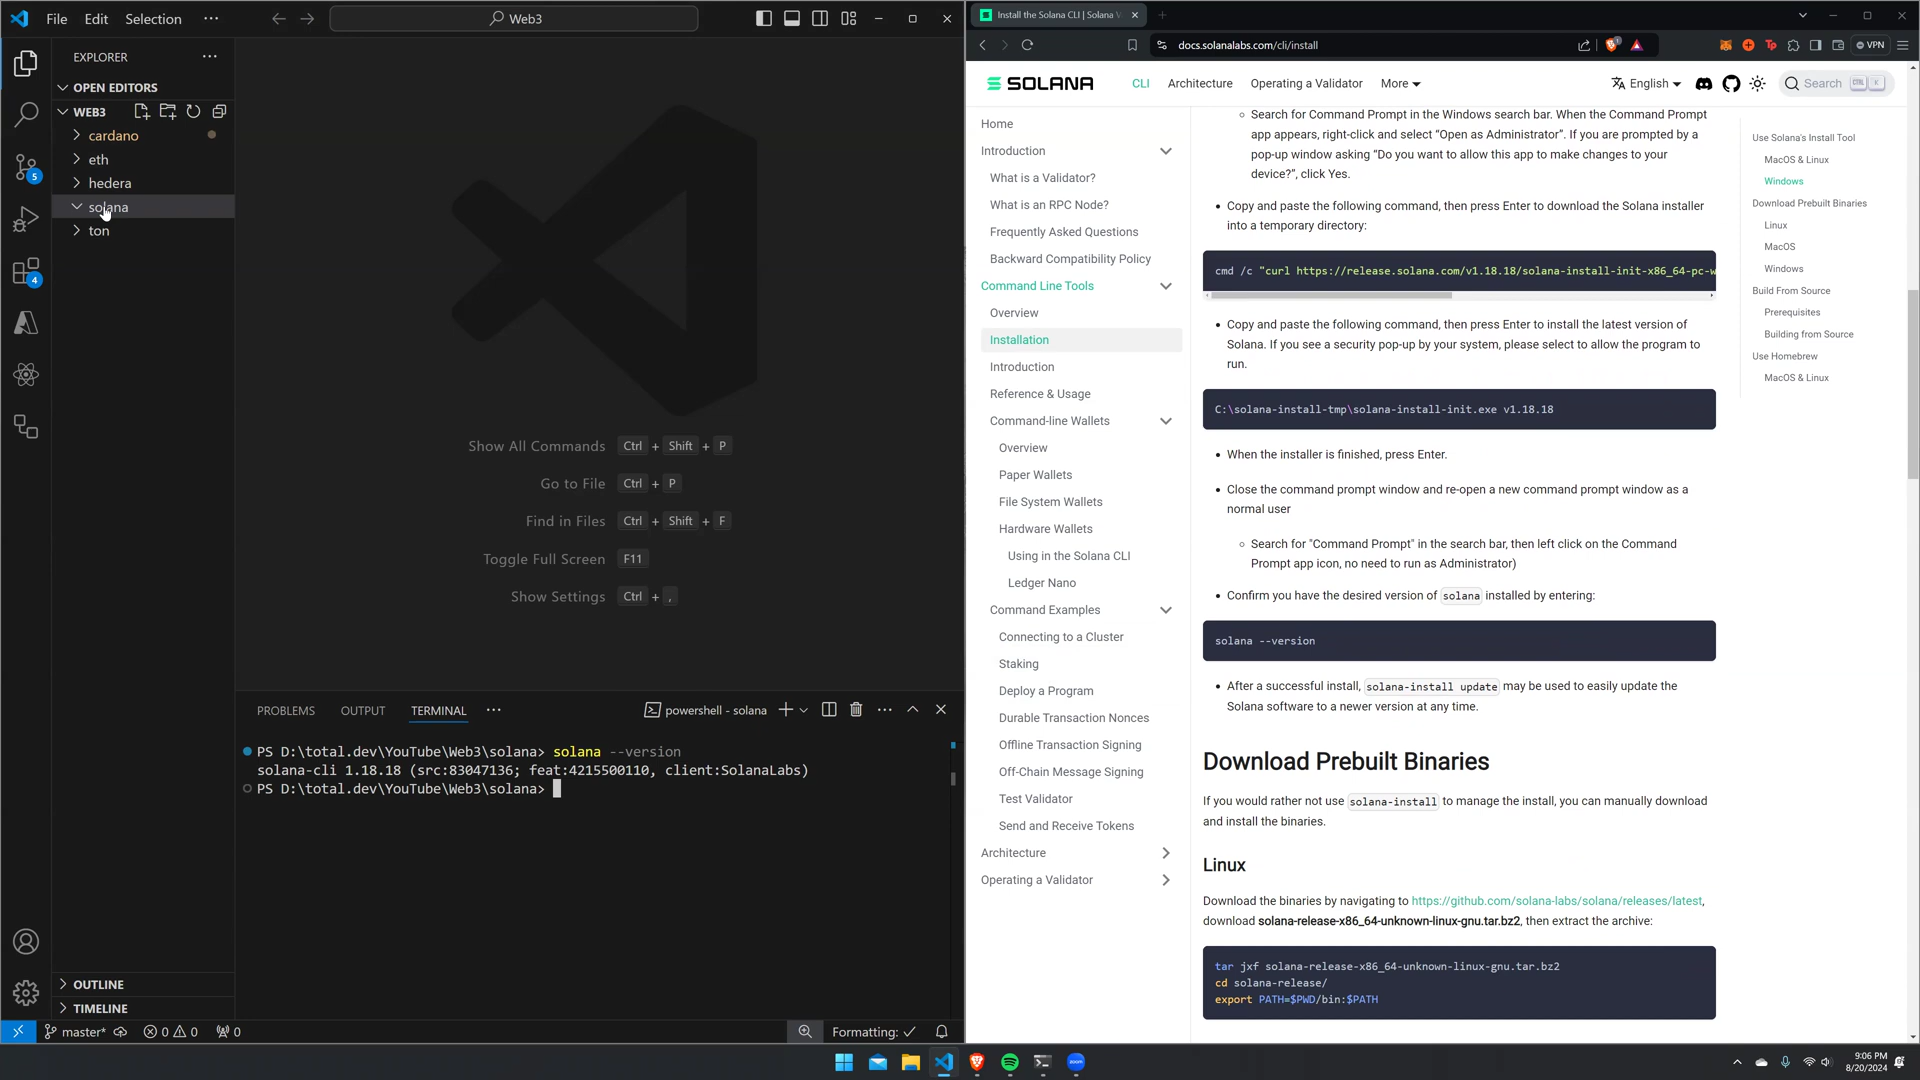 File Edit Selection ···
Web3
EXPLORER
OPEN EDITORS
WEB3
cardano
eth
hedera
solana
ton
5
4
Show All Commands Ctrl + Shift + P
Go to File Ctrl + P
Find in Files Ctrl + Shift + F
Toggle Full Screen F11
Show Settings Ctrl + ,
PROBLEMS OUTPUT TERMINAL ··· powershell - solana
PS D:\total.dev\YouTube\Web3\solana> solana --version
solana-cli 1.18.18 (src:83047136; feat:4215500110, client:SolanaLabs)
PS D:\total.dev\YouTube\Web3\solana>
OUTLINE
TIMELINE
master* 0 0 0 Formatting: ✓
Install the Solana CLI | Solana
docs.solanalabs.com/cli/install
VPN
SOLANA CLI Architecture Operating a Validator More English Search CTRL K
Home
Introduction
What is a Validator?
What is an RPC Node?
Frequently Asked Questions
Backward Compatibility Policy
Command Line Tools
Overview
Installation
Introduction
Reference & Usage
Command-line Wallets
Overview
Paper Wallets
File System Wallets
Hardware Wallets
Using in the Solana CLI
Ledger Nano
Command Examples
Connecting to a Cluster
Staking
Deploy a Program
Durable Transaction Nonces
Offline Transaction Signing
Off-Chain Message Signing
Test Validator
Send and Receive Tokens
Architecture
Operating a Validator
Search for Command Prompt in the Windows search bar. When the Command Prompt
app appears, right-click and select “Open as Administrator”. If you are prompted by a
pop-up window asking “Do you want to allow this app to make changes to your
device?”, click Yes.
Copy and paste the following command, then press Enter to download the Solana installer
into a temporary directory:
cmd /c "curl https://release.solana.com/v1.18.18/solana-install-init-x86_64-pc-w
Copy and paste the following command, then press Enter to install the latest version of
Solana. If you see a security pop-up by your system, please select to allow the program to
run.
C:\solana-install-tmp\solana-install-init.exe v1.18.18
When the installer is finished, press Enter.
Close the command prompt window and re-open a new command prompt window as a
normal user
Search for "Command Prompt" in the search bar, then left click on the Command
Prompt app icon, no need to run as Administrator)
Confirm you have the desired version of solana installed by entering:
solana --version
After a successful install, solana-install update may be used to easily update the
Solana software to a newer version at any time.
Download Prebuilt Binaries
If you would rather not use solana-install to manage the install, you can manually download
and install the binaries.
Linux
Download the binaries by navigating to https://github.com/solana-labs/solana/releases/latest,
download solana-release-x86_64-unknown-linux-gnu.tar.bz2, then extract the archive:
tar jxf solana-release-x86_64-unknown-linux-gnu.tar.bz2
cd solana-release/
export PATH=$PWD/bin:$PATH
Use Solana's Install Tool
MacOS & Linux
Windows
Download Prebuilt Binaries
Linux
MacOS
Windows
Build From Source
Prerequisites
Building from Source
Use Homebrew
MacOS & Linux
9:06 PM
8/20/2024